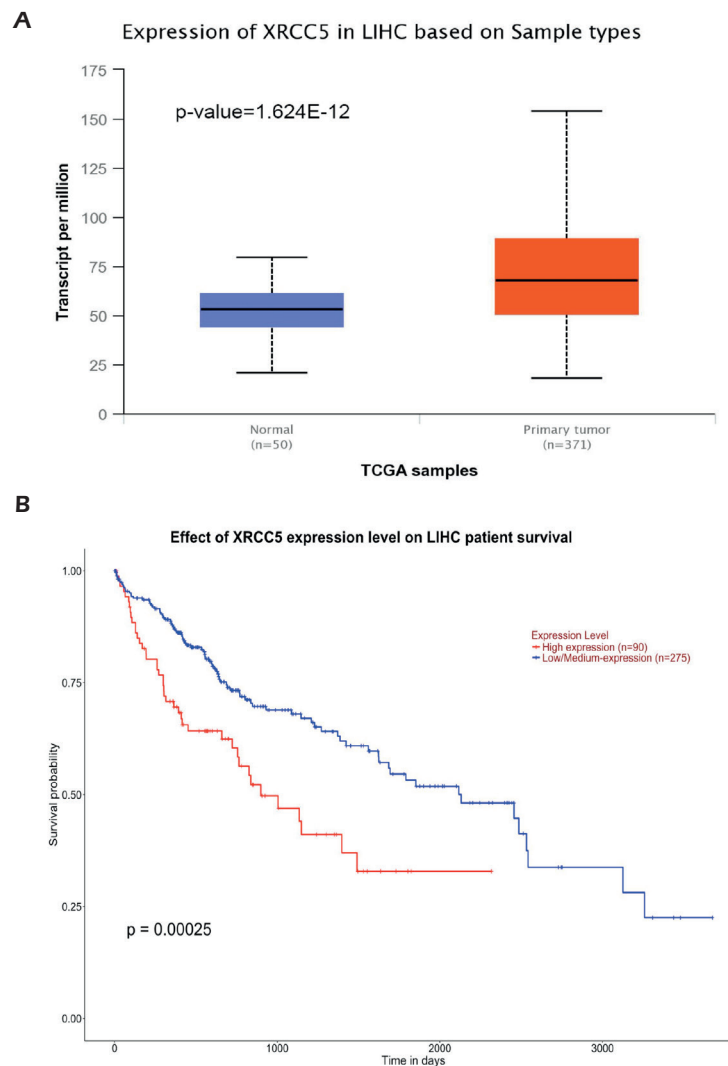 A
Expression of XRCC5 in LIHC based on Sample types
175
150
125
100
75
50
25
0
Transcript per million
p-value=1.624E-12
Normal
(n=50)
Primary tumor
(n=371)
TCGA samples
B
Effect of XRCC5 expression level on LIHC patient survival
1.00
0.75
0.50
0.25
0.00
Survival probability
Expression Level
High expression (n=90)
Low/Medium-expression (n=275)
p = 0.00025
0
1000
2000
3000
Time in days